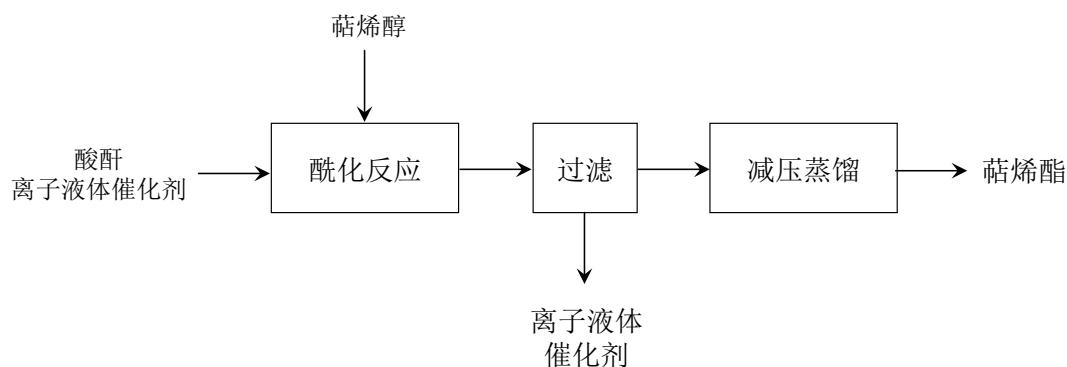 萜烯醇
酸酐
离子液体催化剂
酰化反应
过滤
减压蒸馏
萜烯酯
离子液体
催化剂